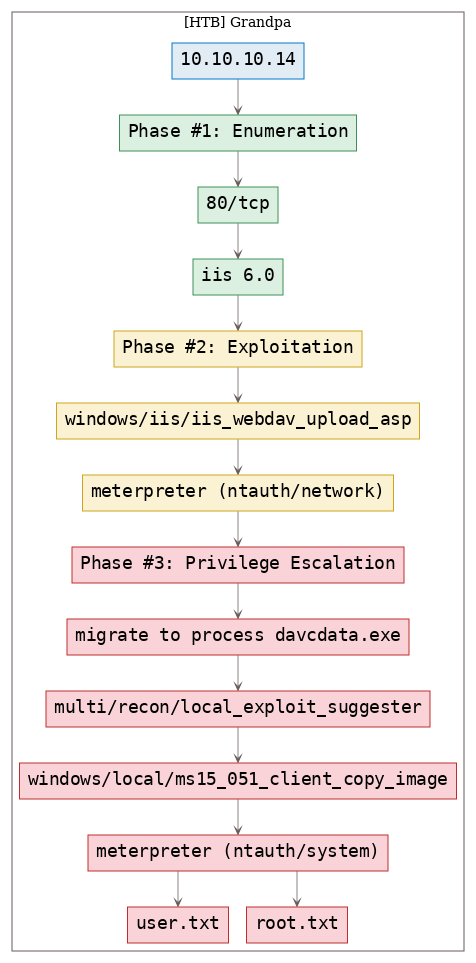 [HTB] Grandpa
10.10.10.14
Phase #1: Enumeration
80/tcp
iis 6.0
Phase #2: Exploitation
windows/iis/iis_webdav_upload_asp
meterpreter (ntauth/network)
Phase #3: Privilege Escalation
migrate to process davcdata.exe
multi/recon/local_exploit_suggester
windows/local/ms15_051_client_copy_image
meterpreter (ntauth/system)
user.txt
root.txt